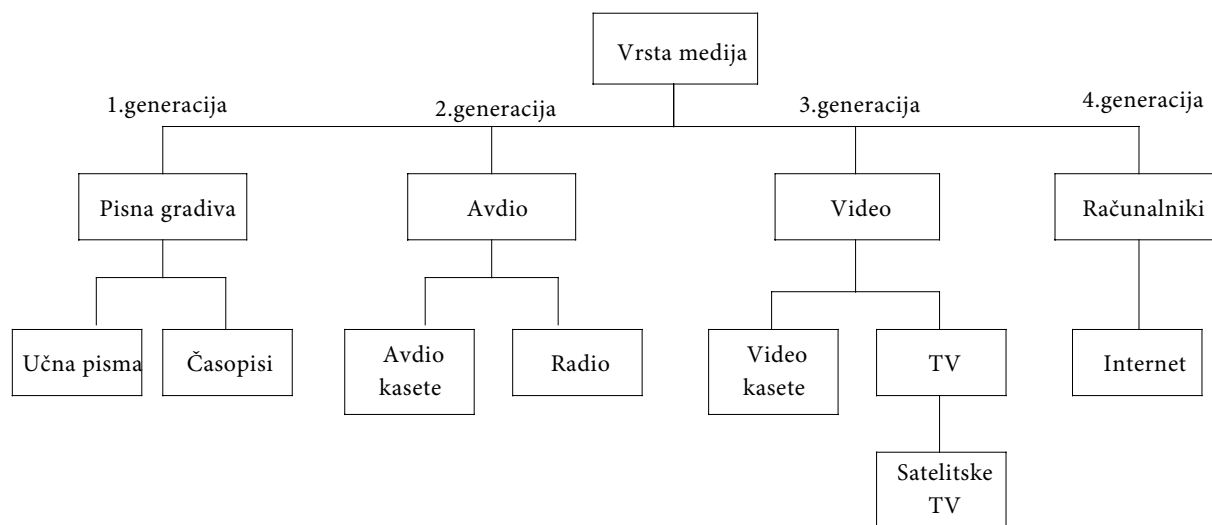 Vrsta medija
1.generacija
2.generacija
3.generacija
4.generacija
Pisna gradiva
Avdio
Video
Računalniki
Učna pisma
Časopisi
Avdio
kasete
Radio
Video
kasete
TV
Internet
Satelitske
TV